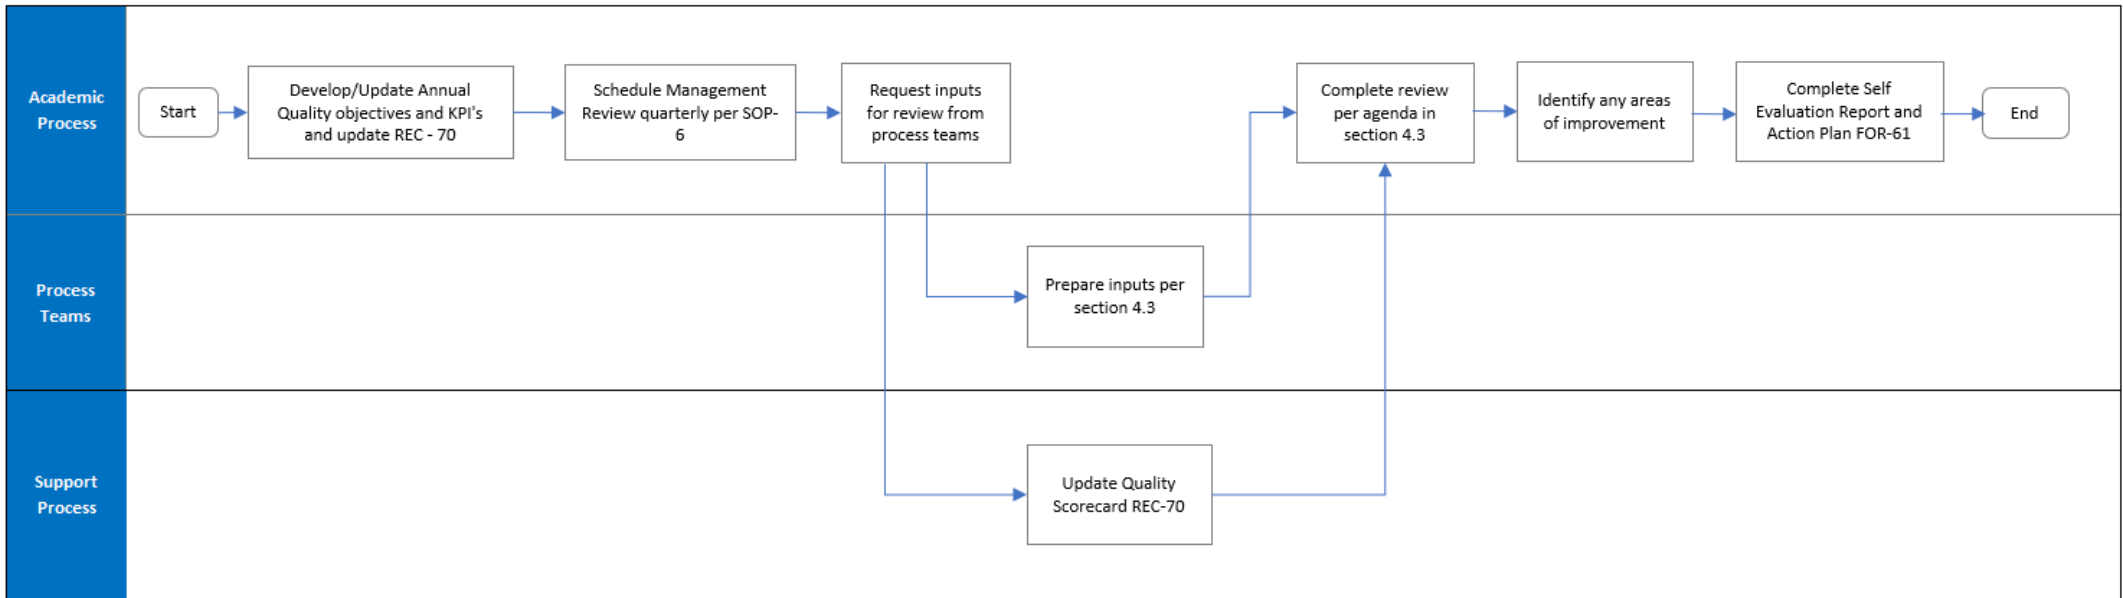 Academic
Process
Start
Develop/Update Annual
Quality objectives and KPI's
and update REC - 70
Schedule Management
Review quarterly per SOP-
6
Request inputs
for review from
process teams
Complete review
per agenda in
section 4.3
Identify any areas
of improvement
Complete Self
Evaluation Report and
Action Plan FOR-61
End
Process
Teams
Prepare inputs per
section 4.3
Support
Process
Update Quality
Scorecard REC-70